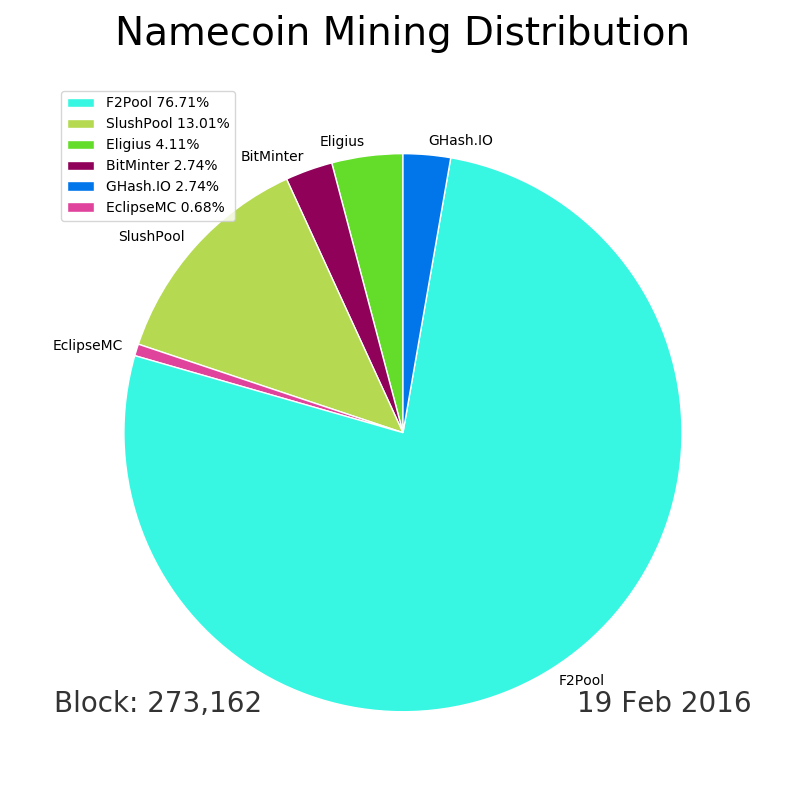 Namecoin Mining Distribution
F2Pool 76.71%
SlushPool 13.01%
Eligius 4.11%
BitMinter 2.74%
GHash.IO 2.74%
EclipseMC 0.68%
GHash.IO
Eligius
BitMinter
SlushPool
EclipseMC
F2Pool
Block: 273,162
19 Feb 2016